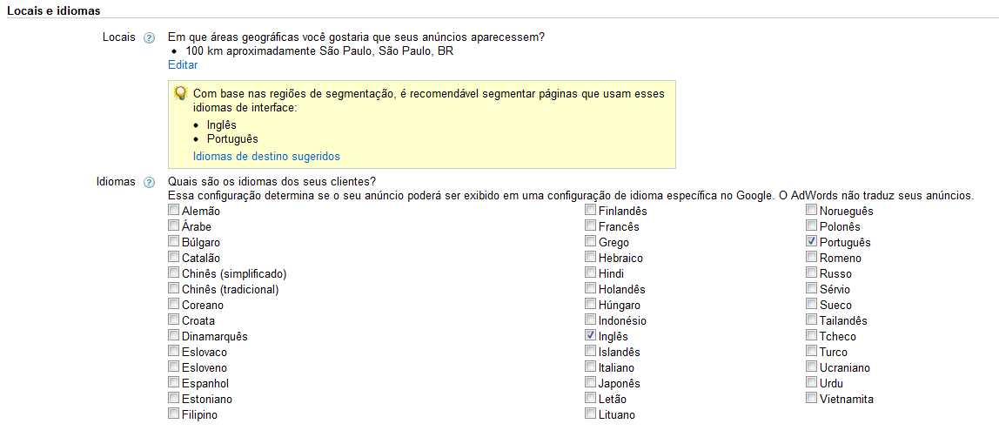 Locais e idiomas
Locais ? Em que áreas geográficas você gostaria que seus anúncios aparecessem?
• 100 km aproximadamente São Paulo, São Paulo, BR
Editar
Com base nas regiões de segmentação, é recomendável segmentar páginas que usam esses
idiomas de interface:
• Inglês
• Português
Idiomas de destino sugeridos
Idiomas ? Quais são os idiomas dos seus clientes?
Essa configuração determina se o seu anúncio poderá ser exibido em uma configuração de idioma específica no Google. O AdWords não traduz seus anúncios.
Alemão
Árabe
Búlgaro
Catalão
Chinês (simplificado)
Chinês (tradicional)
Coreano
Croata
Dinamarquês
Eslovaco
Esloveno
Espanhol
Estoniano
Filipino
Finlandês
Francês
Grego
Hebraico
Hindi
Holandês
Húngaro
Indonésio
Inglês
Islandês
Italiano
Japonês
Letão
Lituano
Norueguês
Polonês
Português
Romeno
Russo
Sérvio
Sueco
Tailandês
Tcheco
Turco
Ucraniano
Urdu
Vietnamita